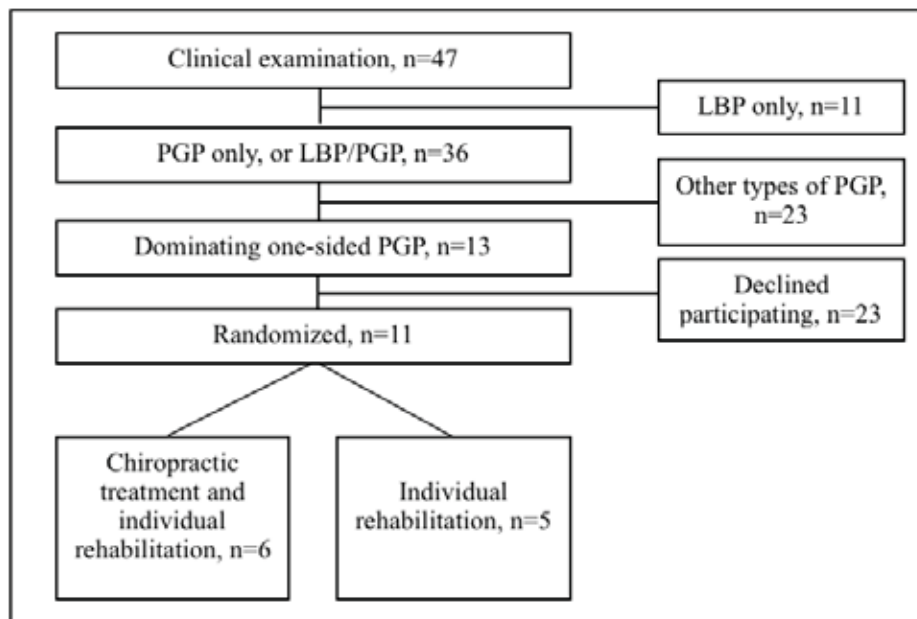 Clinical examination, n=47
LBP only, n=11
PGP only, or LBP/PGP, n=36
Other types of PGP,
n=23
Dominating one-sided PGP, n=13
Declined
participating, n=23
Randomized, n=11
Chiropractic
treatment and
individual
rehabilitation, n=6
Individual
rehabilitation, n=5